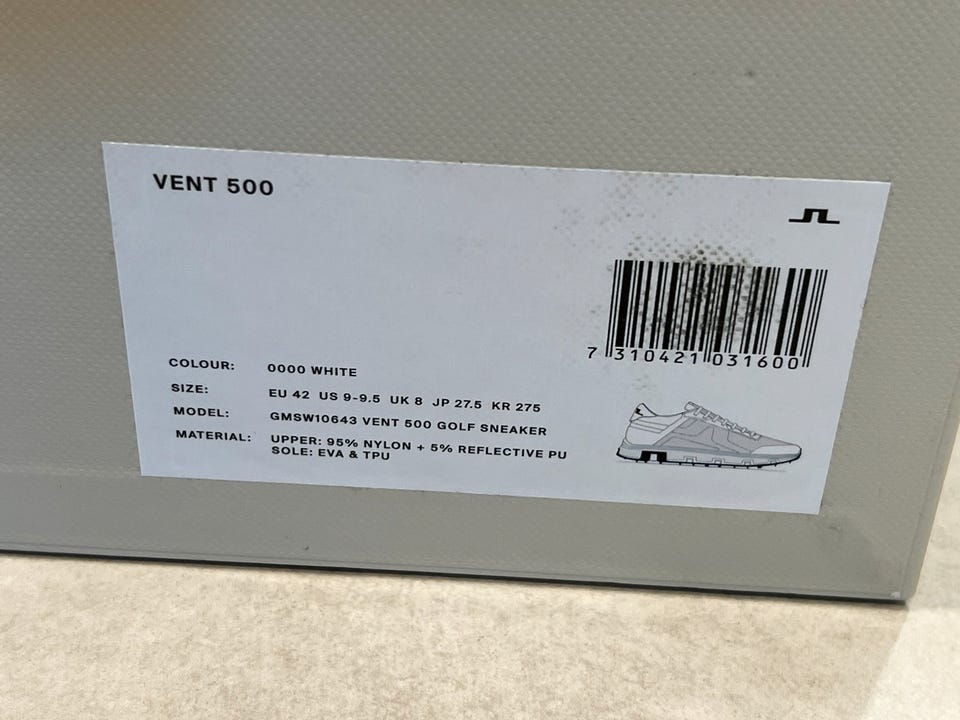 VENT 500
7 310421 031600
COLOUR: 0000 WHITE
SIZE: EU 42 US 9-9.5 UK 8 JP 27.5 KR 275
MODEL: GMSW10643 VENT 500 GOLF SNEAKER
MATERIAL: UPPER: 95% NYLON + 5% REFLECTIVE PU
SOLE: EVA & TPU